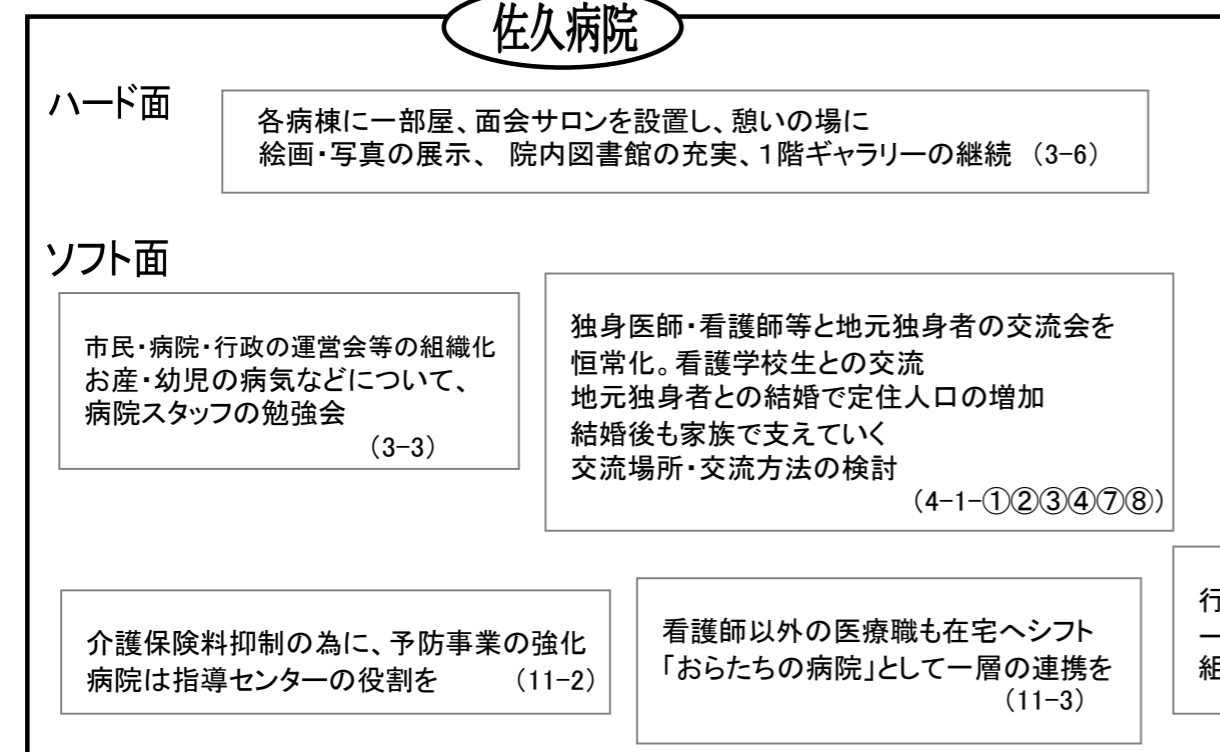 佐久病院
ハード面
各病棟に一部屋、面会サロンを設置し、憩いの場に
絵画・写真の展示、 院内図書館の充実、1階ギャラリーの継続 (3-6)
ソフト面
市民・病院・行政の運営会等の組織化
お産・幼児の病気などについて、
病院スタッフの勉強会
(3-3)
独身医師・看護師等と地元独身者の交流会を
恒常化。看護学校生との交流
地元独身者との結婚で定住人口の増加
結婚後も家族で支えていく
交流場所・交流方法の検討
(4-1-①②③④⑦⑧)
介護保険料抑制の為に、予防事業の強化
病院は指導センターの役割を (11-2)
看護師以外の医療職も在宅へシフト
「おらたちの病院」として一層の連携を
(11-3)
行
一
組